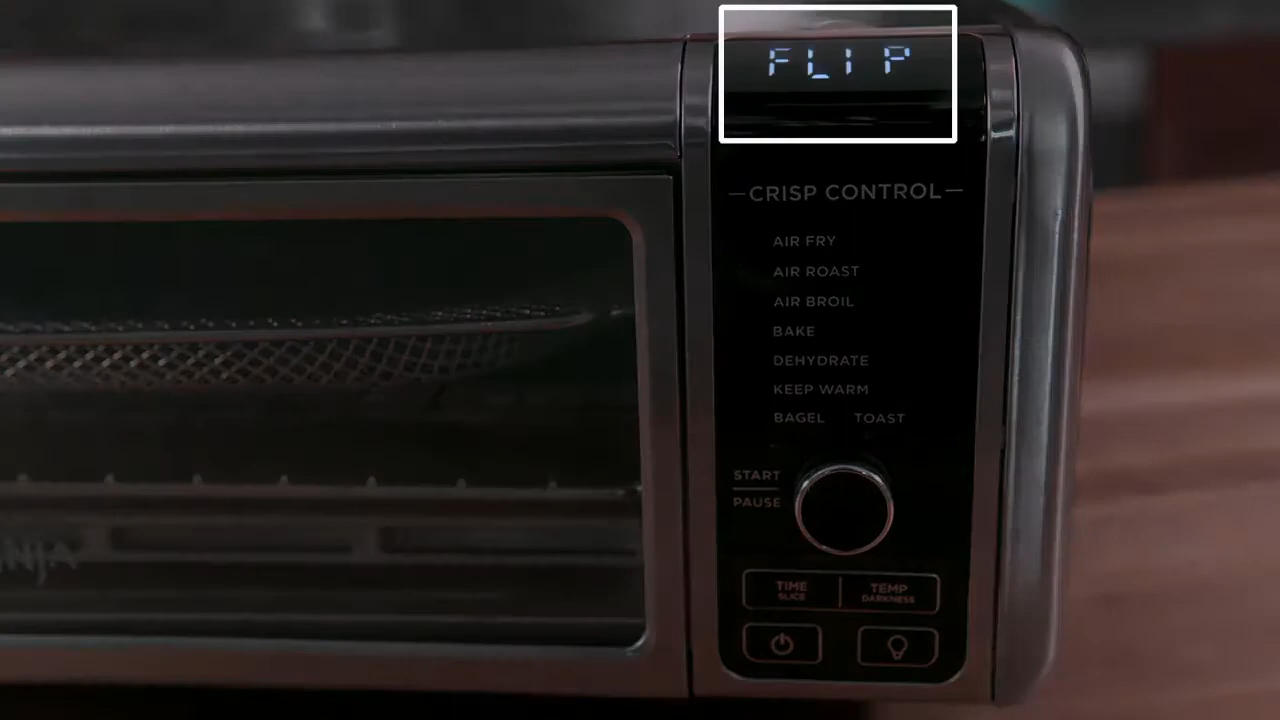 FLIP
CRISP CONTROL
AIR FRY
AIR ROAST
AIR BROIL
BAKE
DEHYDRATE
KEEP WARM
BAGEL TOAST
START
PAUSE
TIME TEMP
SLICE DARKNESS
NINJA